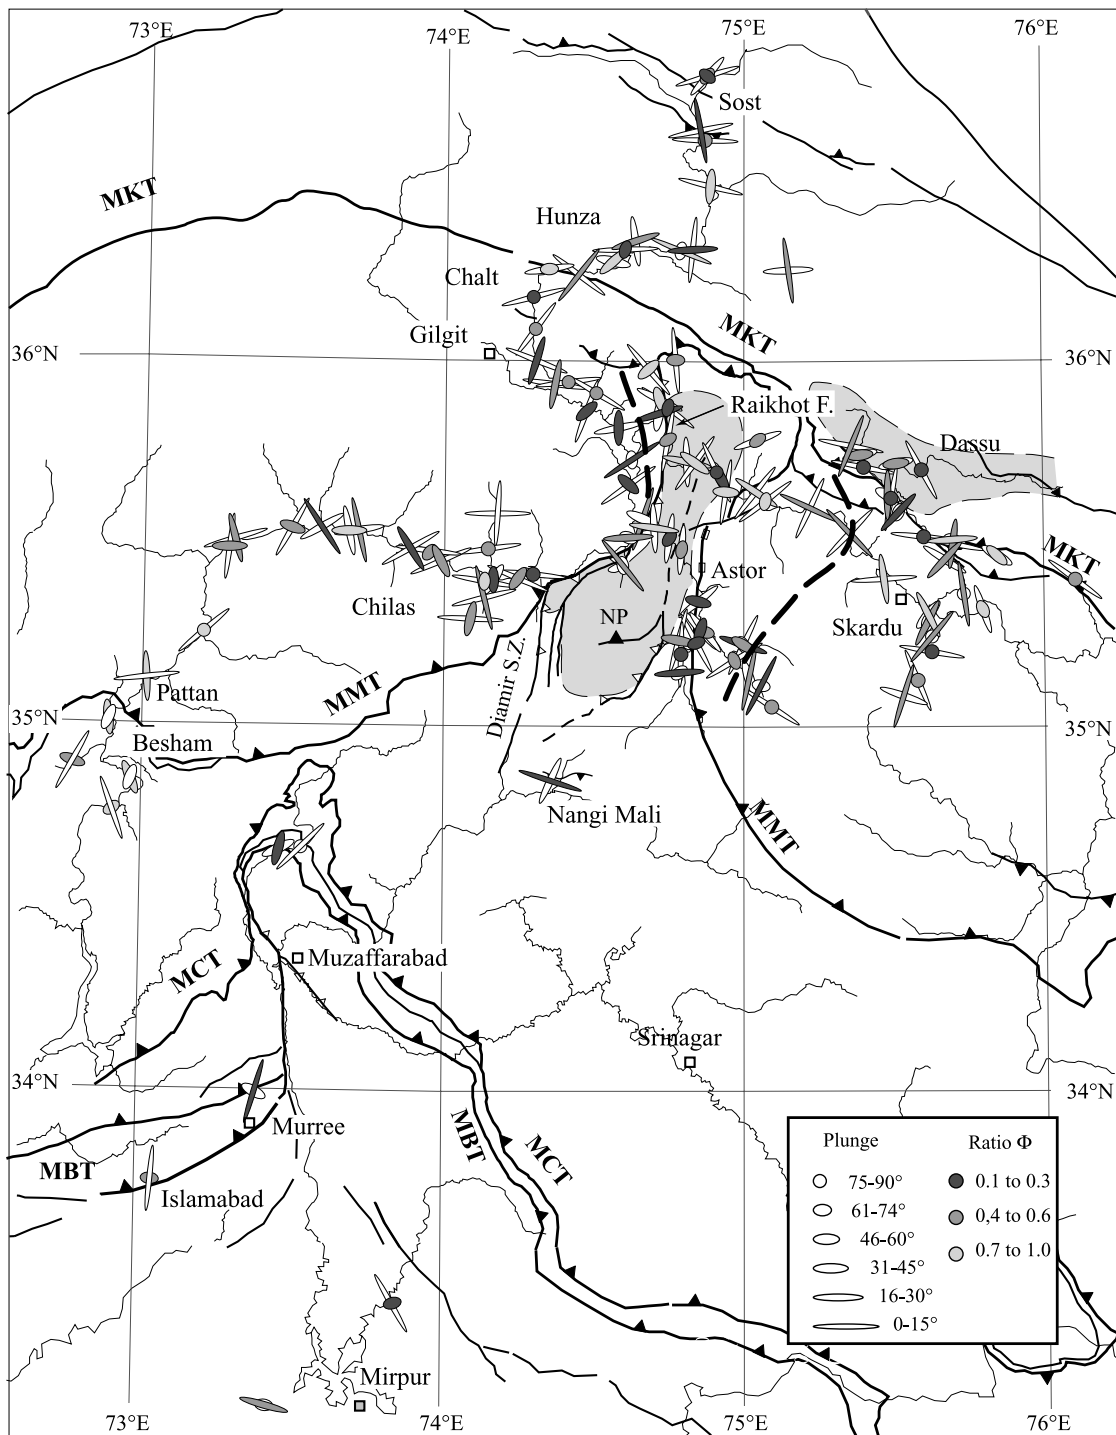 73°E
74°E
75°E
76°E
Sost
MKT
Hunza
Chalt
Gilgit
MKT
36°N
36°N
Raikhot F.
Dassu
MKT
Astor
Chilas
NP
Skardu
Diamir S.Z.
Pattan
MMT
35°N
35°N
Besham
Nangi Mali
MMT
MCT
Muzaffarabad
Srinagar
34°N
34°N
Murree
MBT
MCT
MBT
Islamabad
Plunge
Ratio Φ
75-90°
0.1 to 0.3
61-74°
0,4 to 0.6
46-60°
0.7 to 1.0
31-45°
16-30°
0-15°
Mirpur
73°E
74°E
75°E
76°E